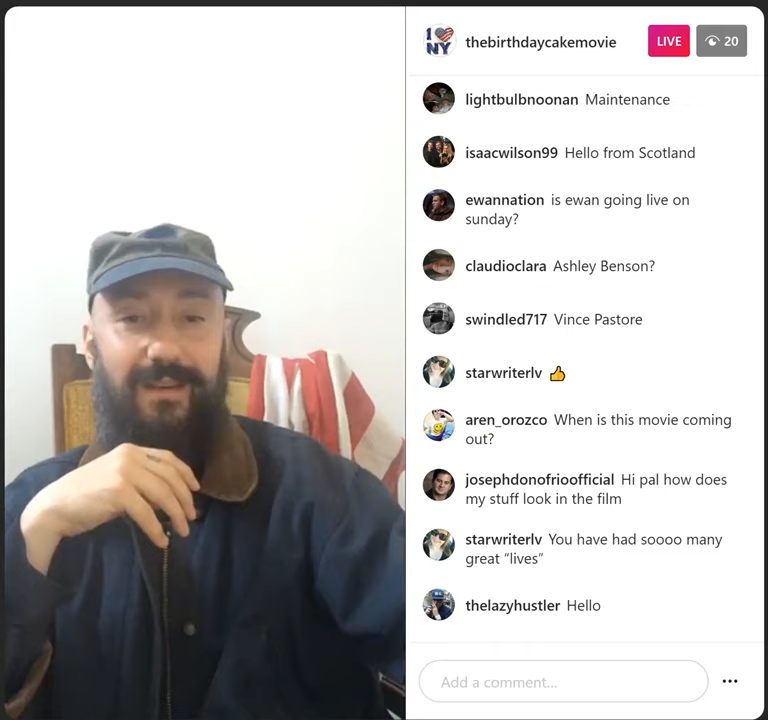 I NY
thebirthdaycakemovie LIVE 20
lightbulbnoonan Maintenance
isaacwilson99 Hello from Scotland
ewannation is ewan going live on
sunday?
claudioclara Ashley Benson?
swindled717 Vince Pastore
starwriterlv 👍
aren_orozco When is this movie coming
out?
josephdonofrioofficial Hi pal how does
my stuff look in the film
starwriterlv You have had soooo many
great “lives”
thelazyhustler Hello
Add a comment...